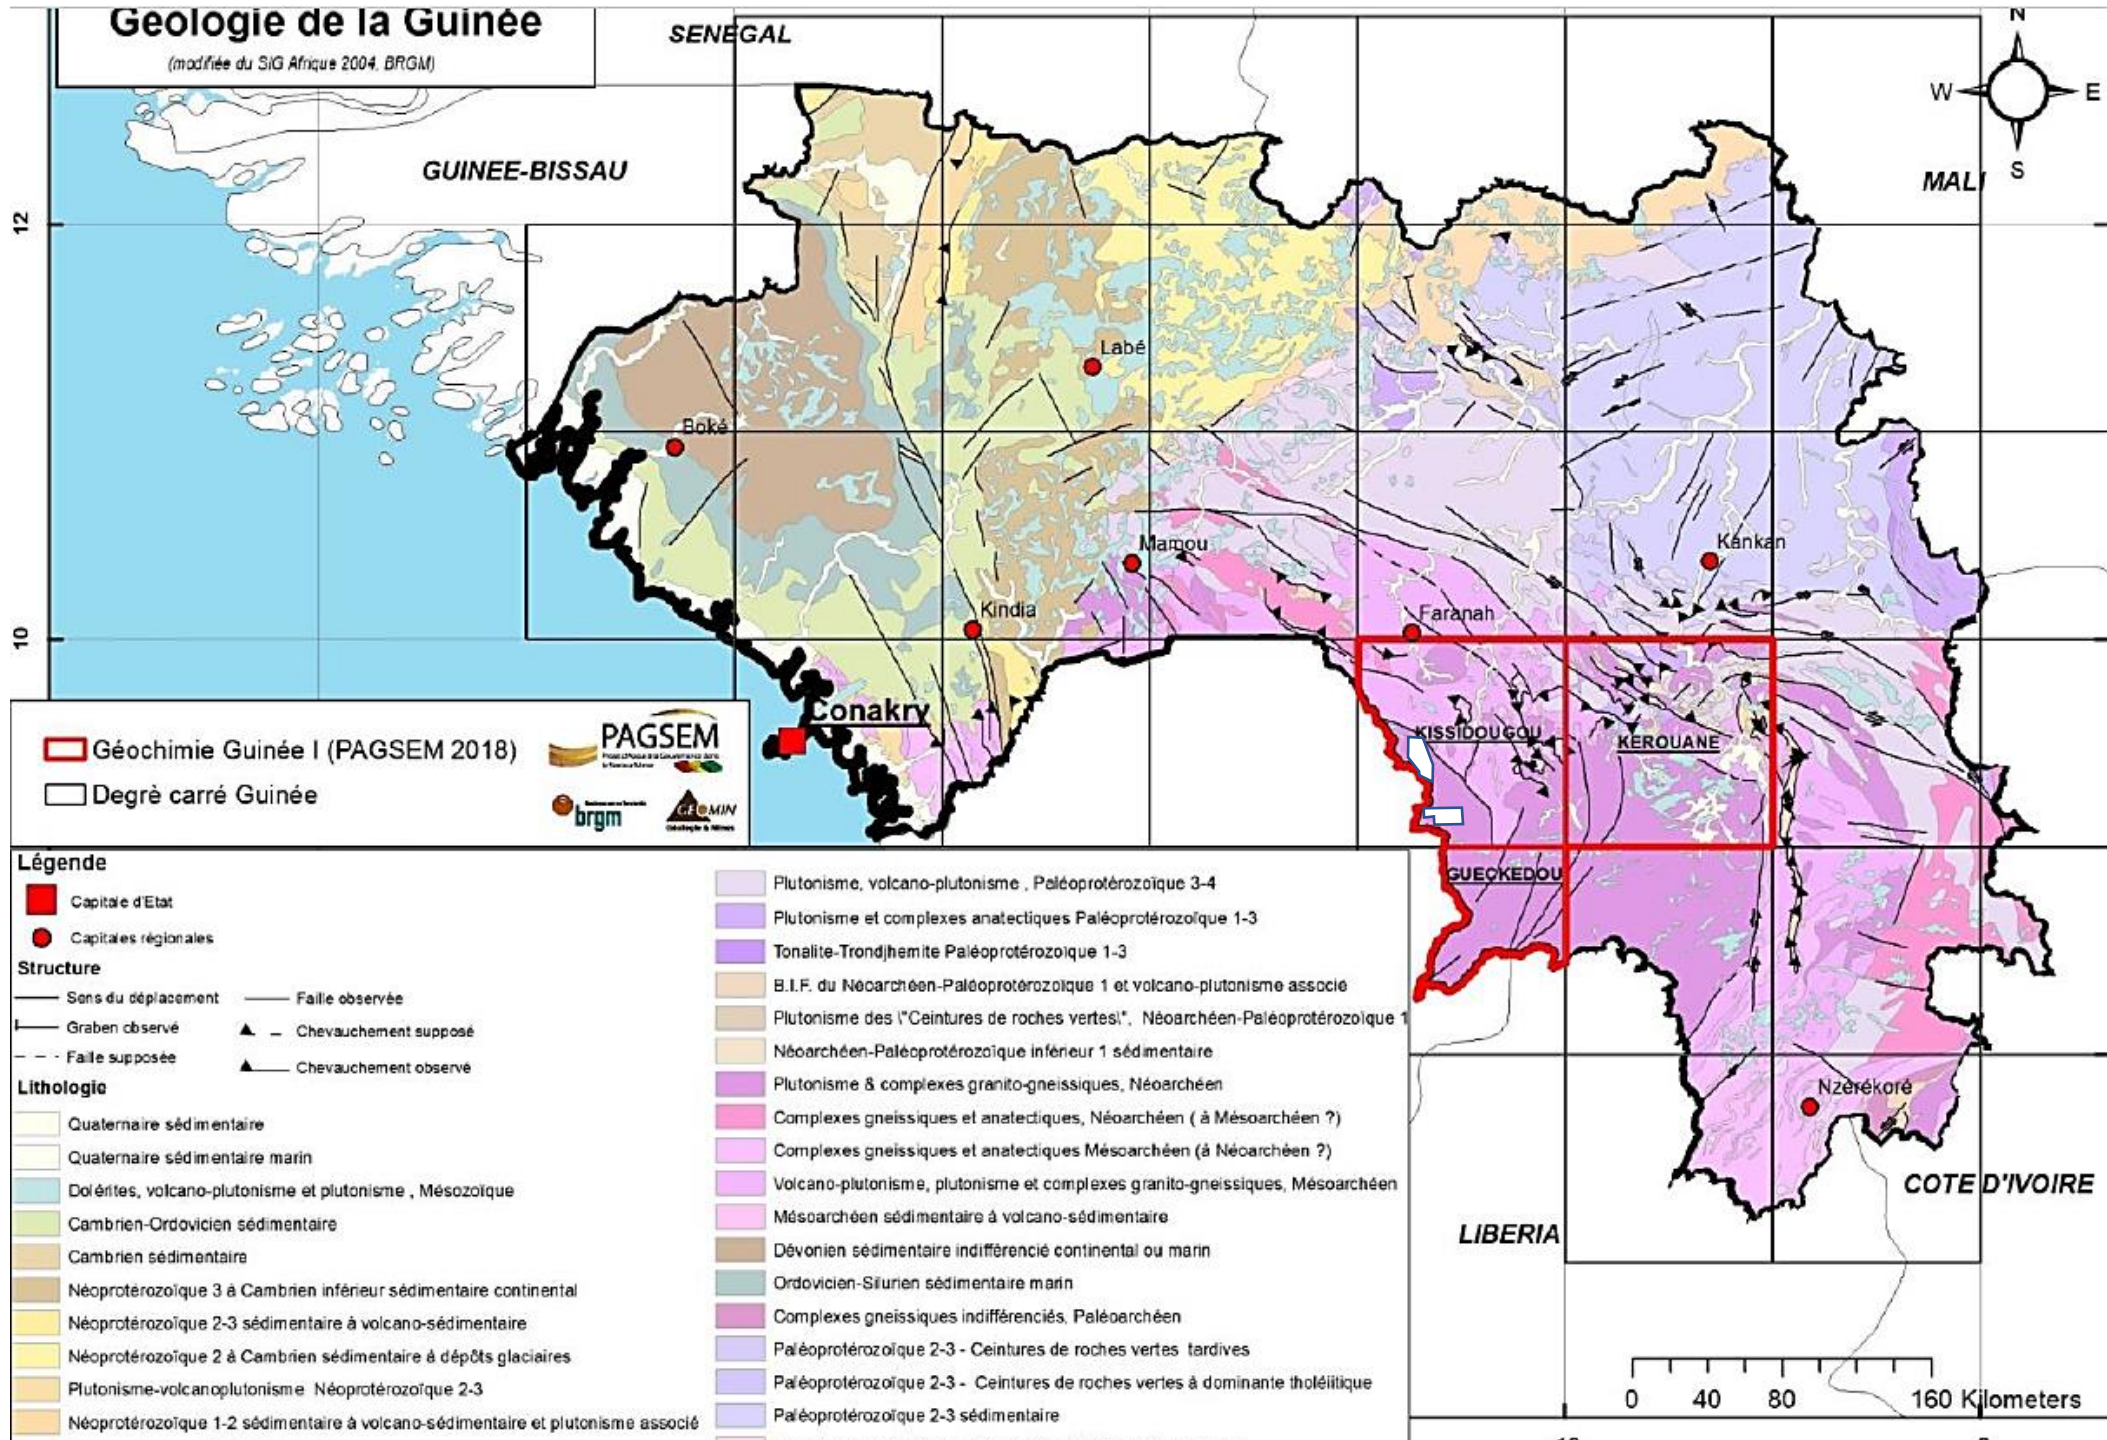 Géologie de la Guinée
(modifiée du SIG Afrique 2004, BRGM)
SENEGAL
N
W
E
S
GUINEE-BISSAU
MALI
12
Labé
Boké
Mamou
Kankan
Kindia
Faranah
10
Conakry
KISSIDOUGOU
KEROUANE
GUECKEDOU
Nzérékoré
LIBERIA
COTE D'IVOIRE
Géochimie Guinée I (PAGSEM 2018)
Degrè carré Guinée
PAGSEM
brgm
GEOMIN
Géologie & Mines
Légende
Capitale d'Etat
Capitales régionales
Structure
Sens du déplacement
Faille observée
Graben observé
Chevauchement supposé
Faille supposée
Chevauchement observé
Lithologie
Quaternaire sédimentaire
Quaternaire sédimentaire marin
Dolérites, volcano-plutonisme et plutonisme , Mésozoïque
Cambrien-Ordovicien sédimentaire
Cambrien sédimentaire
Néoprotérozoïque 3 à Cambrien inférieur sédimentaire continental
Néoprotérozoïque 2-3 sédimentaire à volcano-sédimentaire
Néoprotérozoïque 2 à Cambrien sédimentaire à dépôts glaciaires
Plutonisme-volcanoplutonisme Néoprotérozoïque 2-3
Néoprotérozoïque 1-2 sédimentaire à volcano-sédimentaire et plutonisme associé
Plutonisme, volcano-plutonisme , Paléoprotérozoïque 3-4
Plutonisme et complexes anatectiques Paléoprotérozoïque 1-3
Tonalite-Trondjhemite Paléoprotérozoïque 1-3
B.I.F. du Néoarchéen-Paléoprotérozoïque 1 et volcano-plutonisme associé
Plutonisme des \"Ceintures de roches vertes\", Néoarchéen-Paléoprotérozoïque 1
Néoarchéen-Paléoprotérozoïque inférieur 1 sédimentaire
Plutonisme & complexes granito-gneissiques, Néoarchéen
Complexes gneissiques et anatectiques, Néoarchéen ( à Mésoarchéen ?)
Complexes gneissiques et anatectiques Mésoarchéen (à Néoarchéen ?)
Volcano-plutonisme, plutonisme et complexes granito-gneissiques, Mésoarchéen
Mésoarchéen sédimentaire à volcano-sédimentaire
Dévonien sédimentaire indifférencié continental ou marin
Ordovicien-Silurien sédimentaire marin
Complexes gneissiques indifférenciés, Paléoarchéen
Paléoprotérozoïque 2-3 - Ceintures de roches vertes tardives
Paléoprotérozoïque 2-3 - Ceintures de roches vertes à dominante tholéiitique
Paléoprotérozoïque 2-3 sédimentaire
0 40 80 160 Kilometers